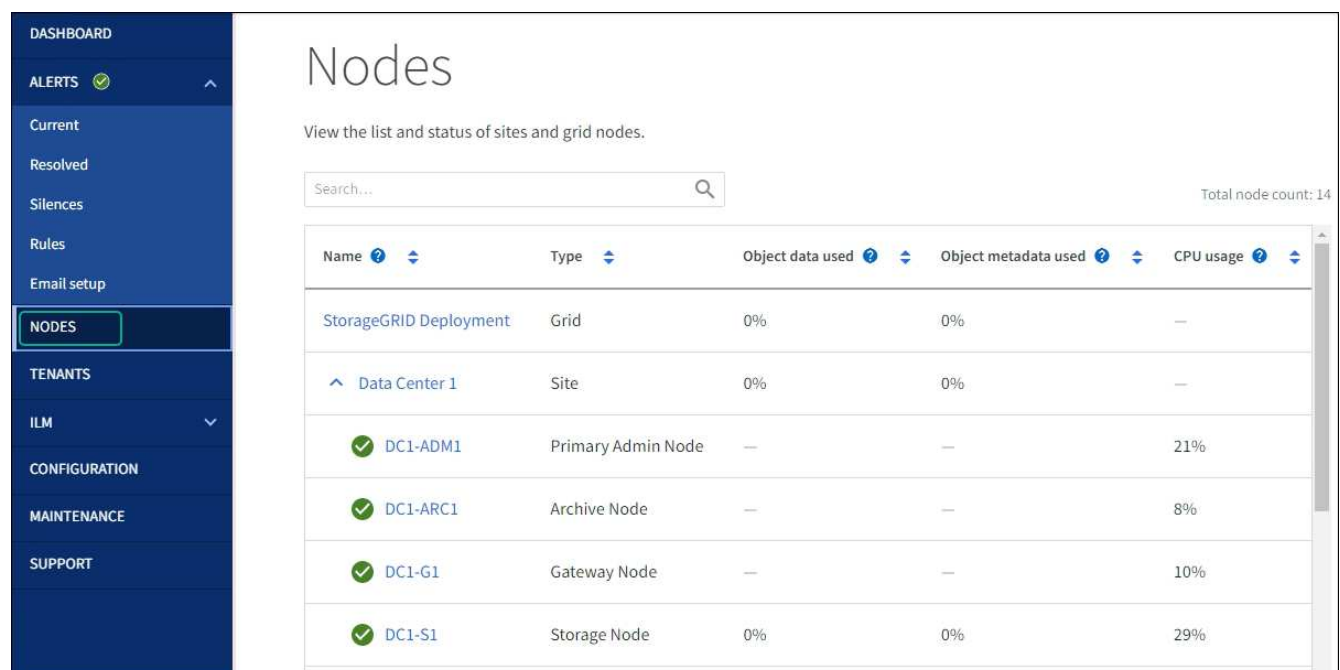 DASHBOARD
ALERTS
Current
Resolved
Silences
Rules
Email setup
NODES
TENANTS
ILM
CONFIGURATION
MAINTENANCE
SUPPORT
Nodes
View the list and status of sites and grid nodes.
Search...
Total node count: 14
Name ? Type Object data used ? Object metadata used ? CPU usage ?
StorageGRID Deployment Grid 0% 0% —
Data Center 1 Site 0% 0% —
DC1-ADM1 Primary Admin Node — — 21%
DC1-ARC1 Archive Node — — 8%
DC1-G1 Gateway Node — — 10%
DC1-S1 Storage Node 0% 0% 29%